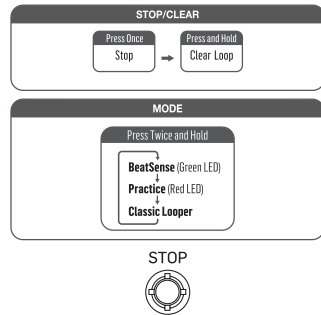 STOP/CLEAR
Press Once
Stop
Press and Hold
Clear Loop
MODE
Press Twice and Hold
BeatSense (Green LED)
Practice (Red LED)
Classic Looper
STOP